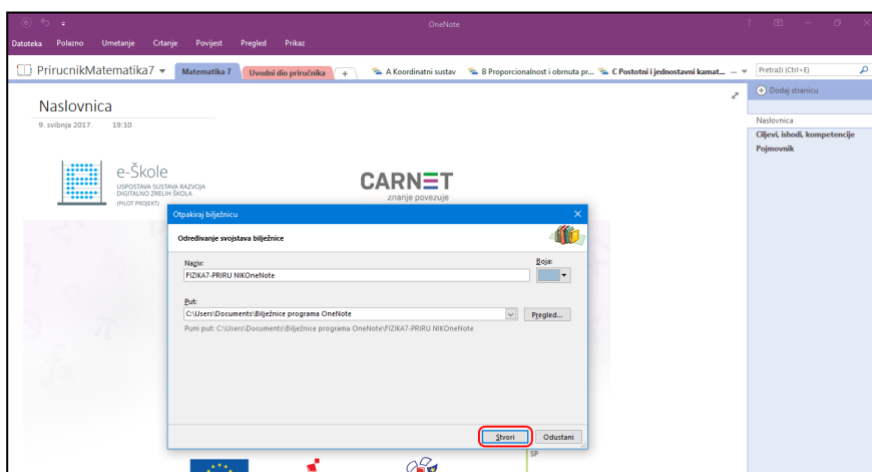 OneNote
Datoteka Polazno Umetanje Crtanje Povijest Pregled Prikaz
PrirucnikMatematika7 Matematika 7 Uvodni dio priručnika + A Koordinatni sustav B Proporcionalnost i obrnuta pr... C Postotni i jednostavni kamat... Pretraži (Ctrl+E)
Dodaj stranicu
Naslovnica
9. svibnja 2017. 19:10
Naslovnica
Ciljevi, ishodi, kompetencije
Pojmovnik
e-Škole
USPOSTAVA SUSTAVA RAZVOJA
DIGITALNO ZRELIH ŠKOLA
(PILOT PROJEKT)
CARNET
znanje povezuje
Otpakiraj bilježnicu
Određivanje svojstava bilježnice
Naziv: Boja:
FIZIKA7-PRIRU NIKOneNote
Put:
C:\Users\Documents\Bilježnice programa OneNote Pregled...
Puni put: C:\Users\Documents\Bilježnice programa OneNote\FIZIKA7-PRIRU NIKOneNote
Stvori Odustani
SP